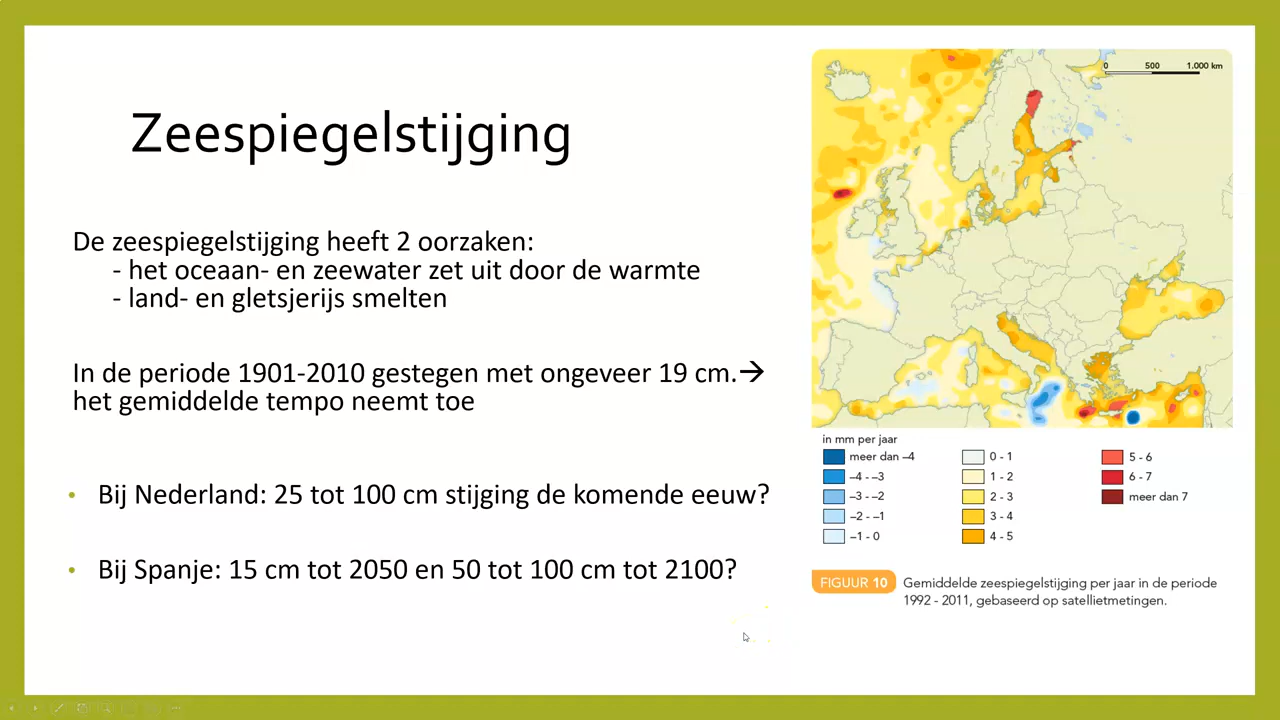 Zeespiegelstijging
De zeespiegelstijging heeft 2 oorzaken:
- het oceaan- en zeewater zet uit door de warmte
- land- en gletsjerijs smelten
In de periode 1901-2010 gestegen met ongeveer 19 cm.→
het gemiddelde tempo neemt toe
• Bij Nederland: 25 tot 100 cm stijging de komende eeuw?
• Bij Spanje: 15 cm tot 2050 en 50 tot 100 cm tot 2100?
0 500 1.000 km
in mm per jaar
meer dan –4
–4 - –3
–3 - –2
–2 - –1
–1 - 0
0 - 1
1 - 2
2 - 3
3 - 4
4 - 5
5 - 6
6 - 7
meer dan 7
FIGUUR 10
Gemiddelde zeespiegelstijging per jaar in de periode
1992 - 2011, gebaseerd op satellietmetingen.